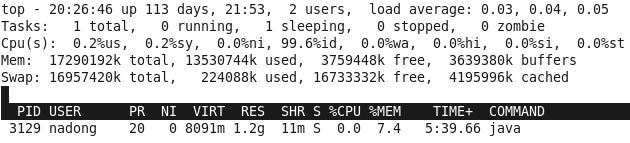 top - 20:26:46 up 113 days, 21:53,  2 users,  load average: 0.03, 0.04, 0.05
Tasks:   1 total,   0 running,   1 sleeping,   0 stopped,   0 zombie
Cpu(s):  0.2%us,  0.2%sy,  0.0%ni, 99.6%id,  0.0%wa,  0.0%hi,  0.0%si,  0.0%st
Mem:  17290192k total, 13530744k used,  3759448k free,  3639380k buffers
Swap: 16957420k total,   224088k used, 16733332k free,  4195996k cached
  PID USER      PR  NI  VIRT  RES  SHR S %CPU %MEM    TIME+  COMMAND
 3129 nadong    20   0 8091m 1.2g  11m S  0.0  7.4   5:39.66 java